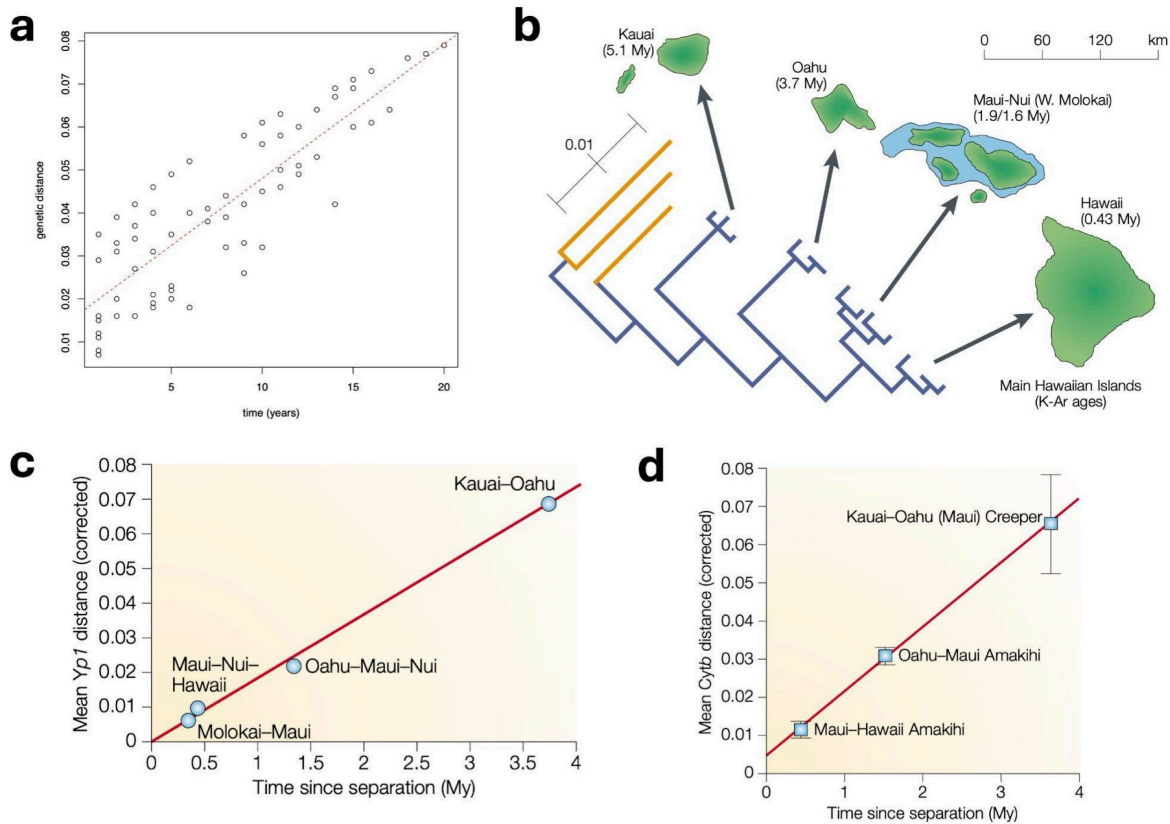 a
0.08
0.07
0.06
0.05
0.04
0.03
0.02
0.01
genetic distance
5
10
15
20
time (years)
b
Kauai
(5.1 My)
Oahu
(3.7 My)
0
60
120
km
Maui-Nui (W. Molokai)
(1.9/1.6 My)
0.01
Hawaii
(0.43 My)
Main Hawaiian Islands
(K-Ar ages)
c
0.08
0.07
0.06
0.05
0.04
0.03
0.02
0.01
0
Mean Yp1 distance (corrected)
Kauai–Oahu
Maui–Nui–
Hawaii
Oahu–Maui–Nui
Molokai–Maui
0
0.5
1
1.5
2
2.5
3
3.5
4
Time since separation (My)
d
0.08
0.07
0.06
0.05
0.04
0.03
0.02
0.01
0
Mean Cytb distance (corrected)
Kauai–Oahu (Maui) Creeper
Oahu–Maui Amakihi
Maui–Hawaii Amakihi
0
1
2
3
4
Time since separation (My)